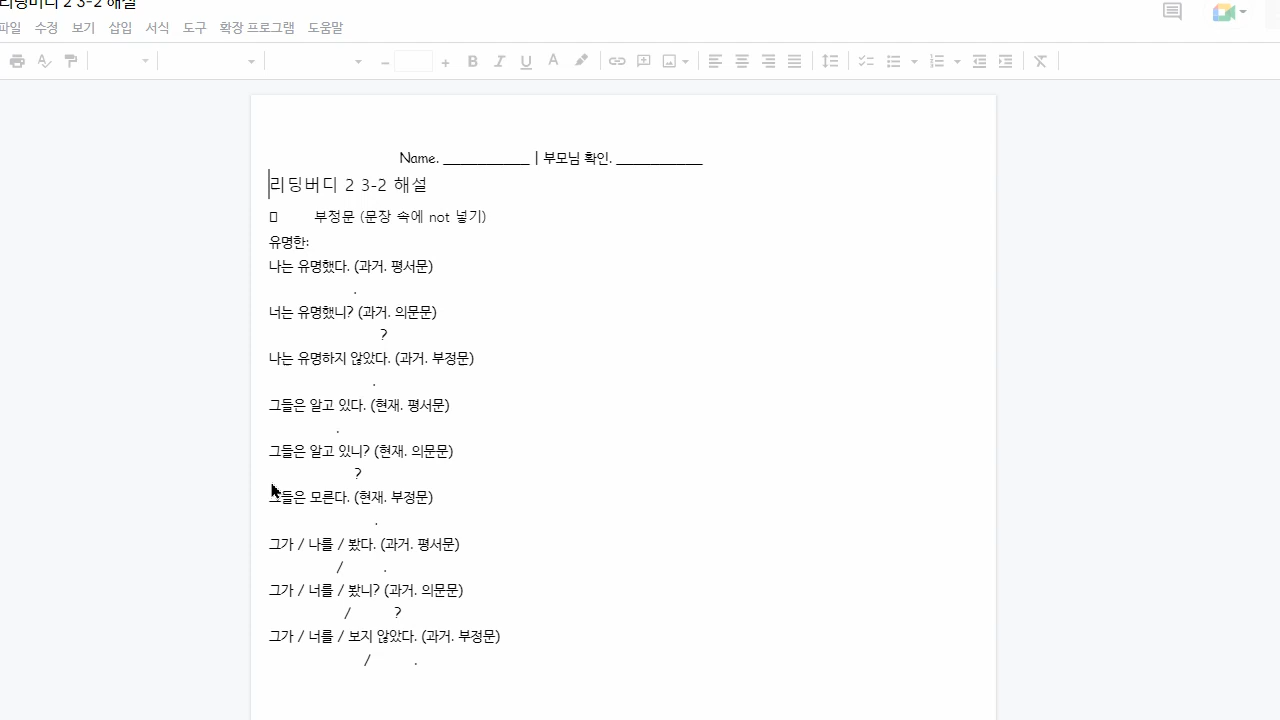 리딩버디 2 3-2 해설
파일 수정 보기 삽입 서식 도구 확장 프로그램 도움말
Name. ____________ | 부모님 확인. ____________
리딩버디 2 3-2 해설
부정문 (문장 속에 not 넣기)
유명한:
나는 유명했다. (과거. 평서문)
.
너는 유명했니? (과거. 의문문)
?
나는 유명하지 않았다. (과거. 부정문)
.
그들은 알고 있다. (현재. 평서문)
.
그들은 알고 있니? (현재. 의문문)
?
그들은 모른다. (현재. 부정문)
.
그가 / 나를 / 봤다. (과거. 평서문)
/ .
그가 / 너를 / 봤니? (과거. 의문문)
/ ?
그가 / 너를 / 보지 않았다. (과거. 부정문)
/ .